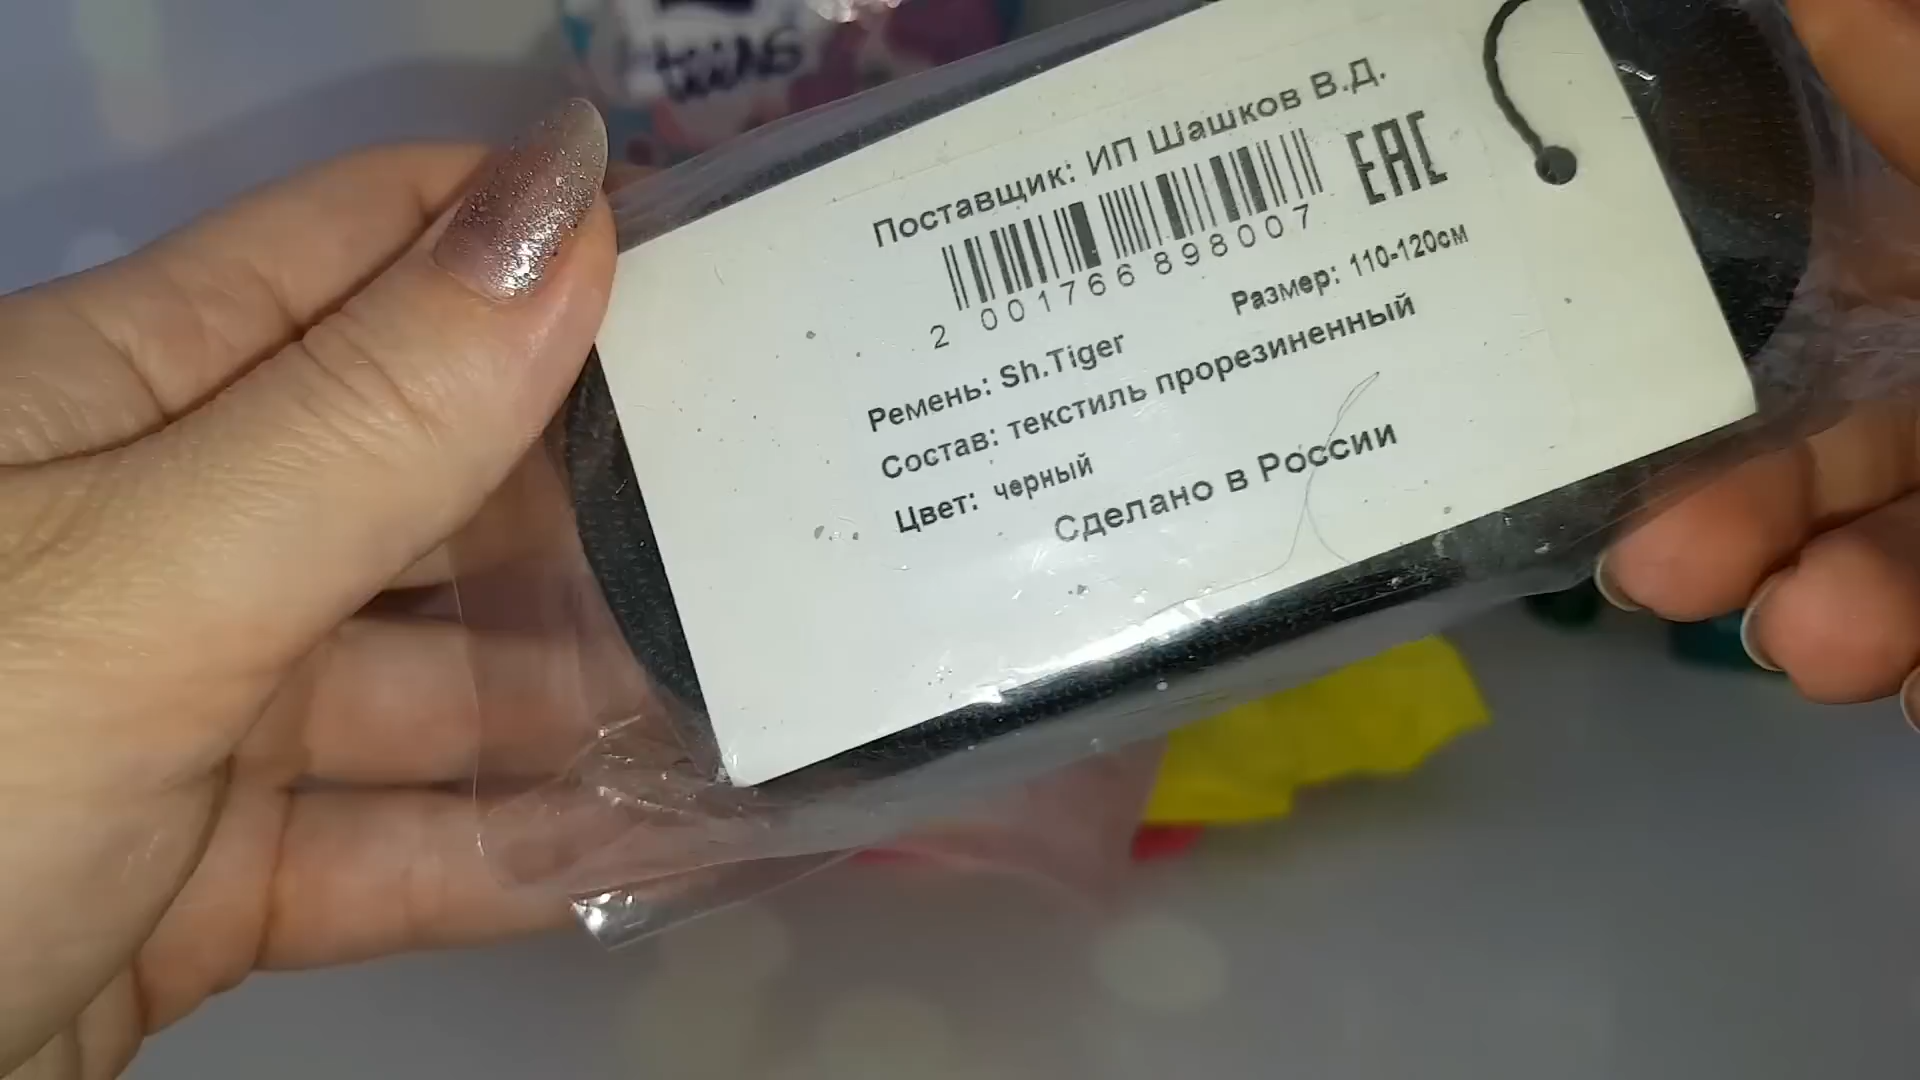 Поставщик: ИП Шашков В.Д.
EAC
2 001766 898007
Размер: 110-120см
Ремень: Sh.Tiger
Состав: текстиль прорезиненный
Цвет: черный
Сделано в России